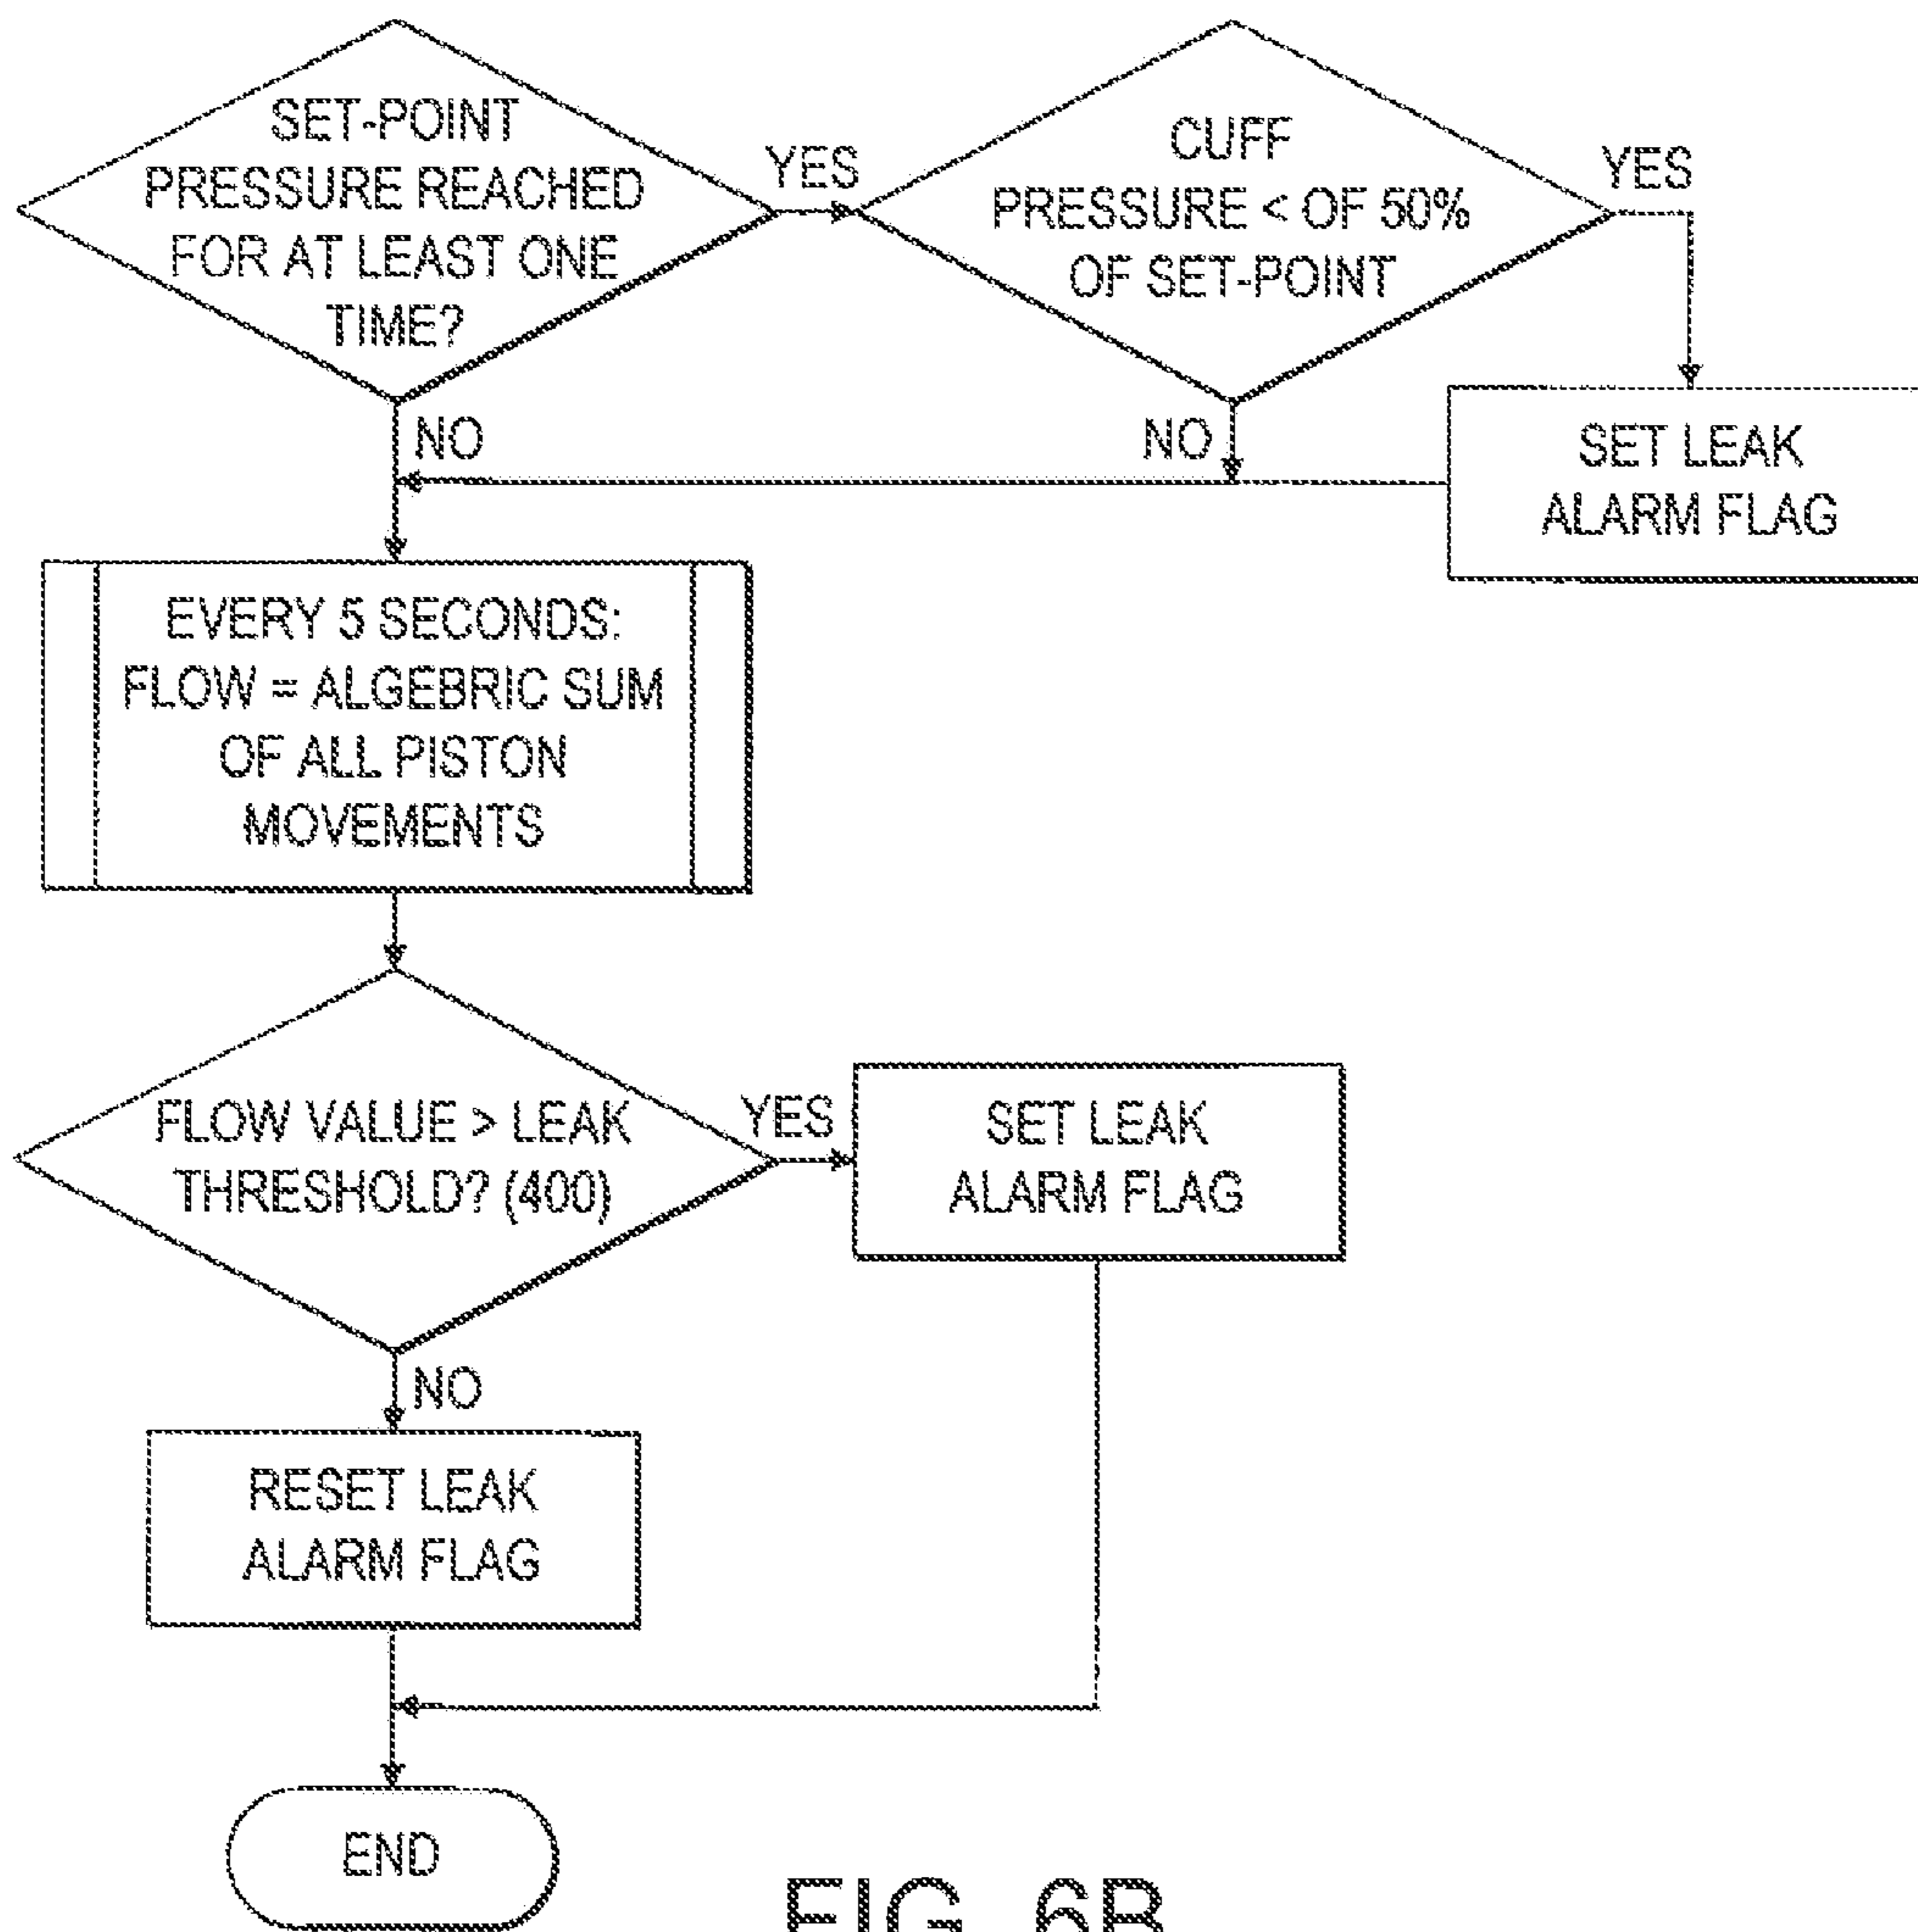 SET-POINT
PRESSURE REACHED
FOR AT LEAST ONE
TIME?
YES
CUFF
PRESSURE < OF 50%
OF SET-POINT
YES
NO
NO
SET LEAK
ALARM FLAG
EVERY 5 SECONDS:
FLOW = ALGEBRIC SUM
OF ALL PISTON
MOVEMENTS
FLOW VALUE > LEAK
THRESHOLD? (400)
YES
SET LEAK
ALARM FLAG
NO
RESET LEAK
ALARM FLAG
END
FIG. 6B